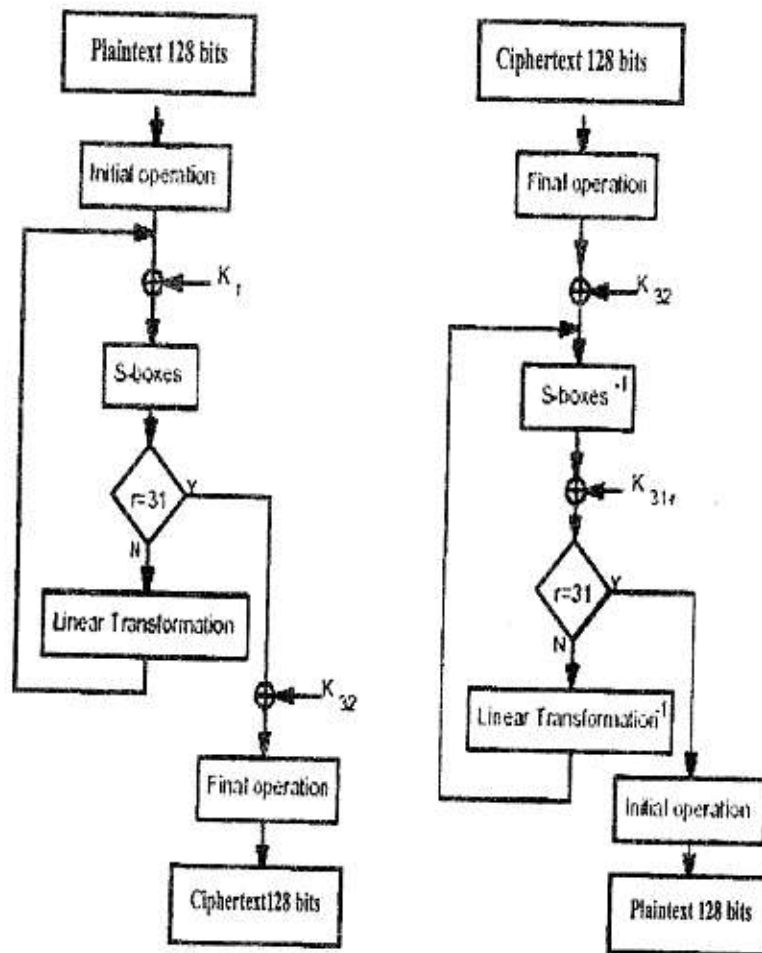 Plaintext 128 bits
Initial operation
K r
S-boxes
r=31
Y
N
Linear Transformation
K 32
Final operation
Ciphertext128 bits
Ciphertext 128 bits
Final operation
K 32
S-boxes -1
K 31r
r=31
Y
N
Linear Transformation-1
Initial operation
Plaintext 128 bits